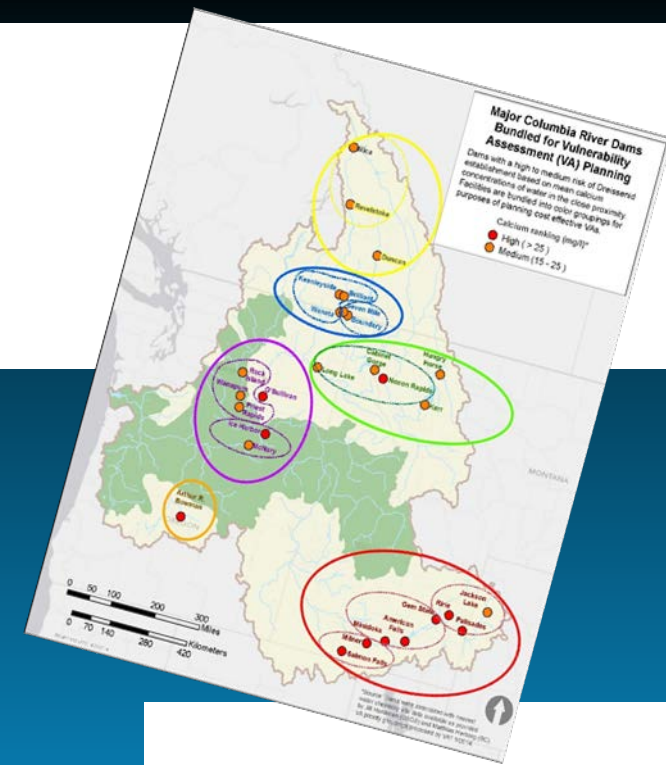 Major Columbia River Dams
Bundled for Vulnerability
Assessment (VA) Planning
Dams with a high to medium risk of Dreissenid
establishment based on mean calcium
concentrations of water in the close proximity.
Facilities are bundled into color groupings for
purposes of planning cost effective VAs.
Calcium ranking (mg/l)*
High ( > 25 )
Medium (15 - 25 )
Mica
Revelstoke
Duncan
Keenleyside
Brilliant
Seven Mile
Waneta
Boundary
Cabinet
Gorge
Hungry
Horse
Long Lake
Noxon Rapids
Kerr
Rock
Island
O'Sullivan
Wanapum
Priest
Rapids
Ice Harbor
McNary
MONTANA
Arthur R.
Bowman
OREGON
Jackson
Lake
Gem State
Ririe
Palisades
American
Falls
Minidoka
Milner
Salmon Falls
0 50 100 200 300
Miles
0 70 140 280 420
Kilometers